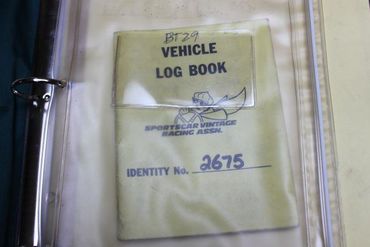 BT29
VEHICLE
LOG BOOK
SPORTSCAR VINTAGE
RACING ASSN.
IDENTITY No. 2675